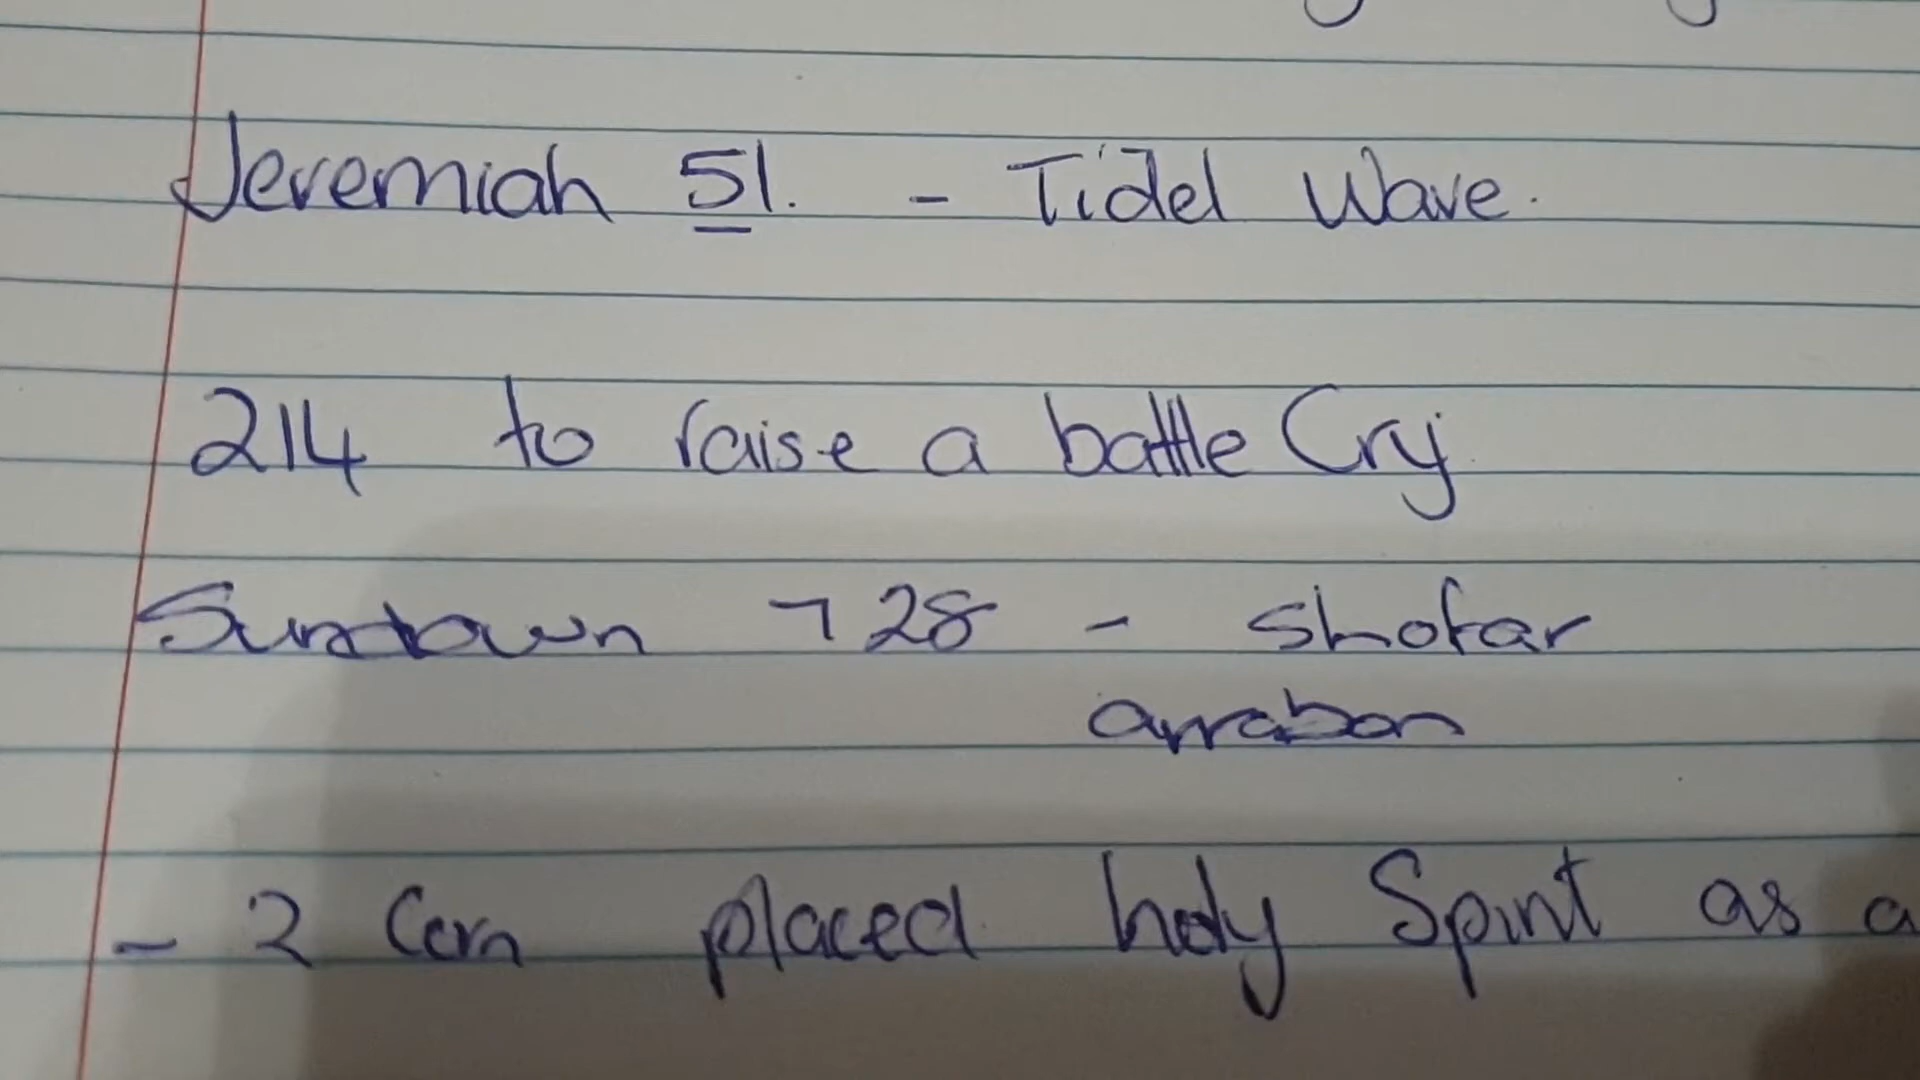 Jeremiah 51. - Tidel Wave.
214 to raise a battle Cry
Sundown 728 - Shofar
arrabon
- 2 Corn placed holy Spirit as a